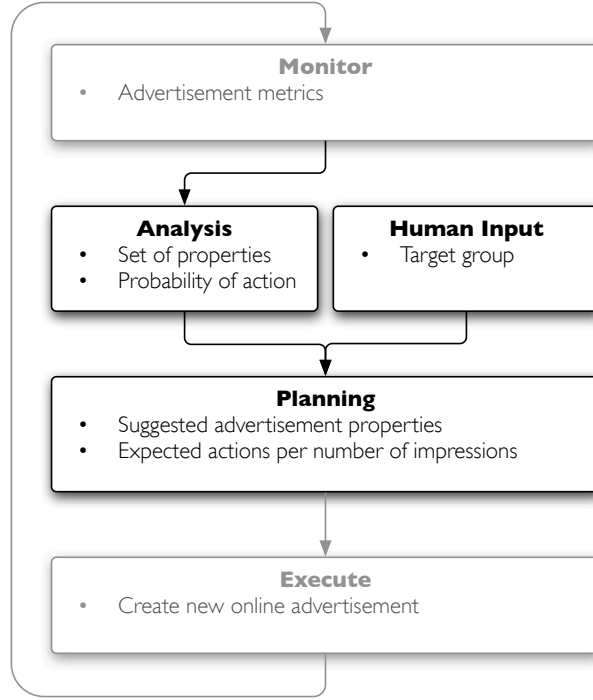 Monitor
• Advertisement metrics
Analysis
• Set of properties
• Probability of action
Human Input
• Target group
Planning
• Suggested advertisement properties
• Expected actions per number of impressions
Execute
• Create new online advertisement